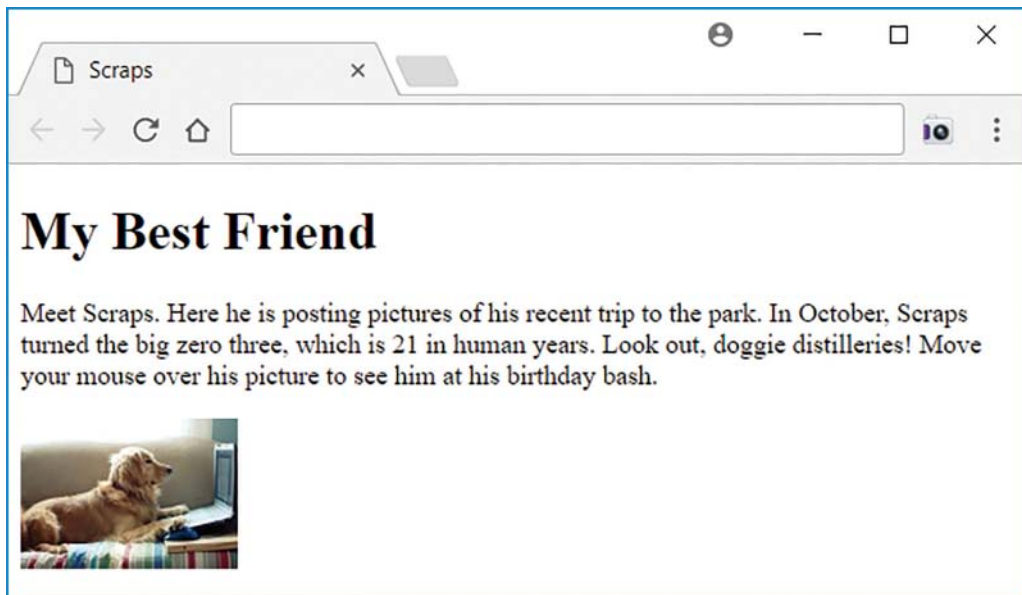 Scraps
My Best Friend
Meet Scraps. Here he is posting pictures of his recent trip to the park. In October, Scraps
turned the big zero three, which is 21 in human years. Look out, doggie distilleries! Move
your mouse over his picture to see him at his birthday bash.